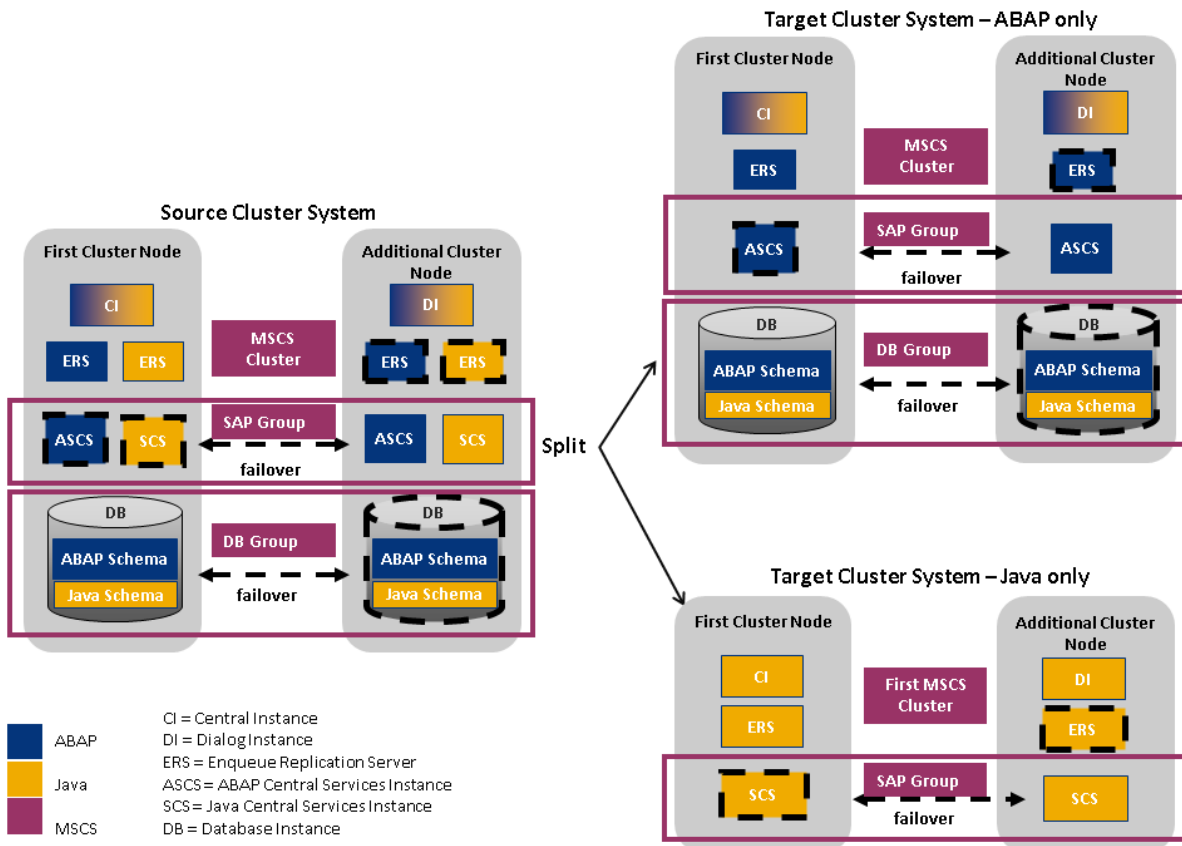 Source Cluster System
First Cluster Node
Additional Cluster
Node
CI
DI
ERS
ERS
MSCS
Cluster
ERS
ERS
ASCS
SCS
SAP Group
failover
ASCS
SCS
DB
ABAP Schema
Java Schema
DB Group
failover
DB
ABAP Schema
Java Schema
Split
Target Cluster System – ABAP only
First Cluster Node
Additional Cluster
Node
CI
DI
ERS
MSCS
Cluster
ERS
ASCS
SAP Group
failover
ASCS
DB
ABAP Schema
Java Schema
DB Group
failover
DB
ABAP Schema
Java Schema
Target Cluster System – Java only
First Cluster Node
Additional Cluster
Node
CI
First MSCS
Cluster
DI
ERS
ERS
SCS
SAP Group
failover
SCS
ABAP
Java
MSCS
CI = Central Instance
DI = Dialog Instance
ERS = Enqueue Replication Server
ASCS = ABAP Central Services Instance
SCS = Java Central Services Instance
DB = Database Instance